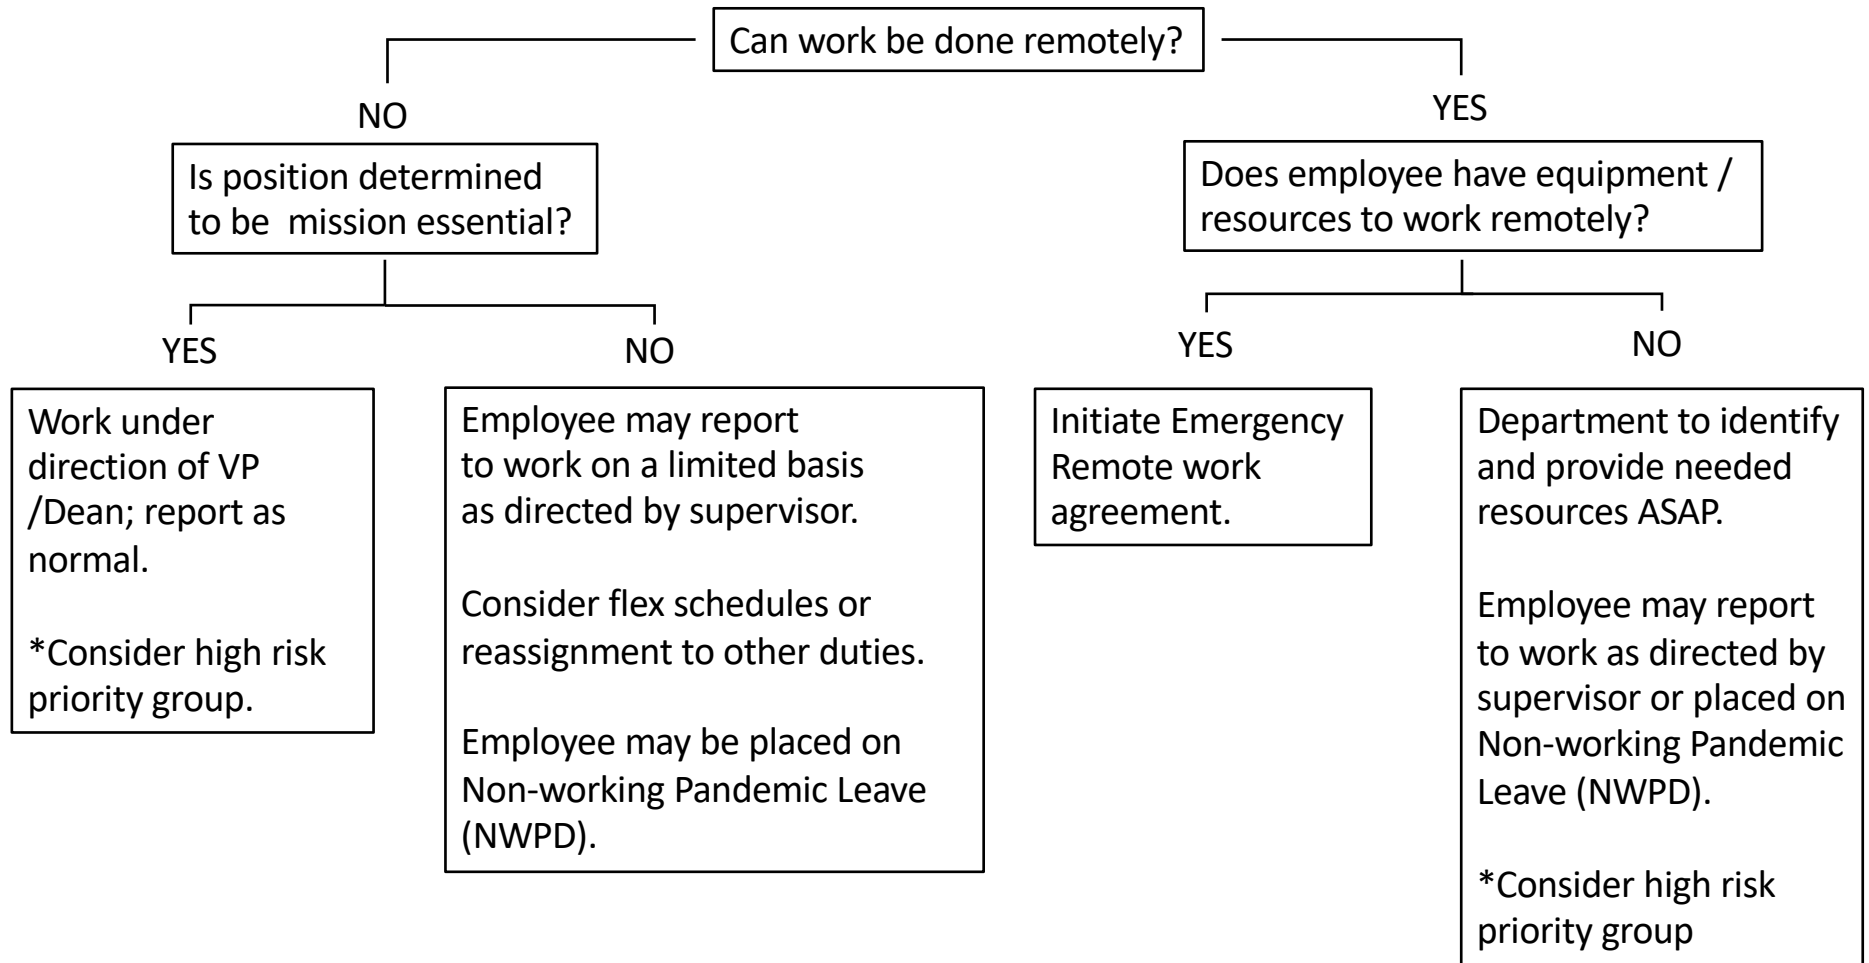 Can work be done remotely?
NO
YES
Is position determined
to be  mission essential?
Does employee have equipment /
resources to work remotely?
YES
NO
YES
NO
Work under
direction of VP
/Dean; report as
normal.
*Consider high risk
priority group.
Employee may report
to work on a limited basis
as directed by supervisor.
Consider flex schedules or
reassignment to other duties.
Employee may be placed on
Non-working Pandemic Leave
(NWPD).
Initiate Emergency
Remote work
agreement.
Department to identify
and provide needed
resources ASAP.
Employee may report
to work as directed by
supervisor or placed on
Non-working Pandemic
Leave (NWPD).
*Consider high risk
priority group